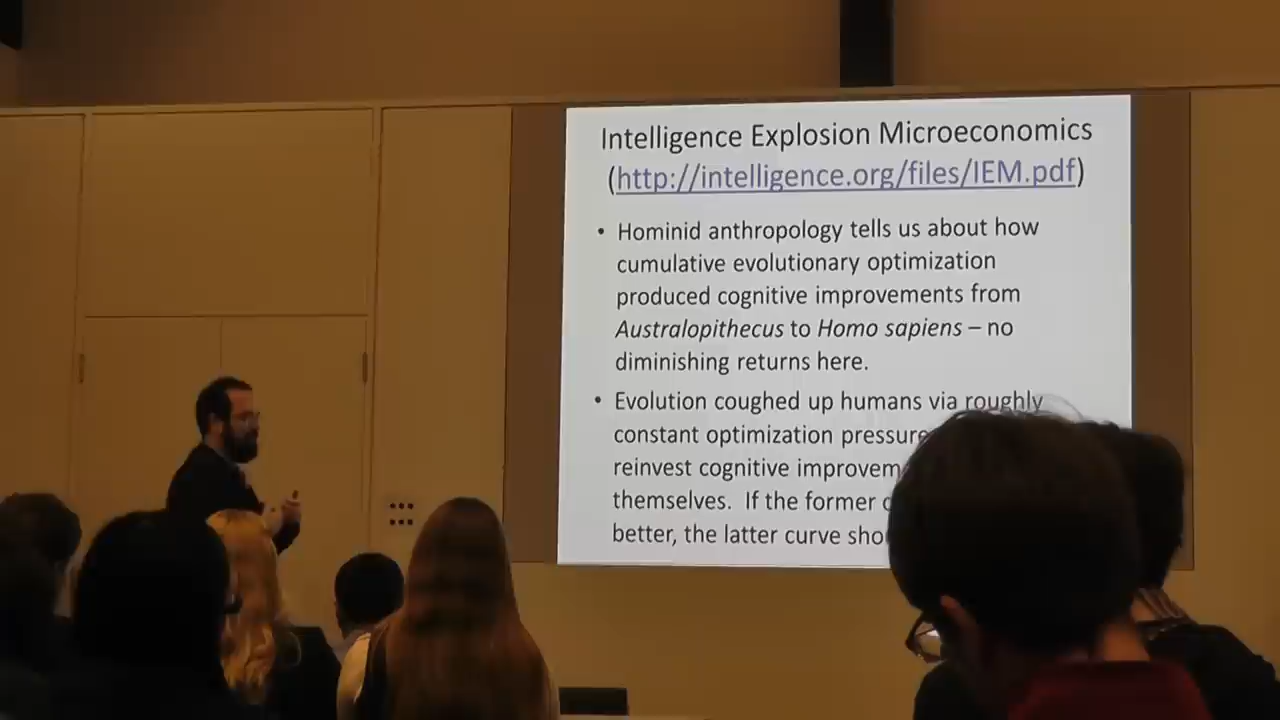 Intelligence Explosion Microeconomics
(http://intelligence.org/files/IEM.pdf)
• Hominid anthropology tells us about how
cumulative evolutionary optimization
produced cognitive improvements from
Australopithecus to Homo sapiens – no
diminishing returns here.
• Evolution coughed up humans via roughly
constant optimization pressure
reinvest cognitive
themselves. If the former
better, the latter curve